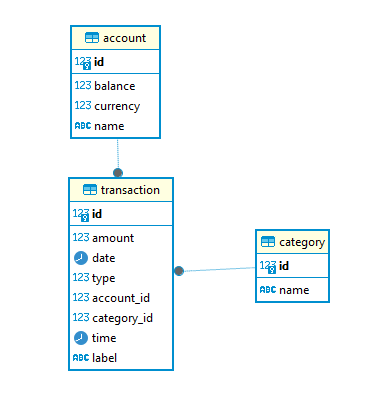 account
123 id
123 balance
123 currency
ABC name
transaction
123 id
123 amount
date
123 type
123 account_id
123 category_id
time
ABC label
category
123 id
ABC name